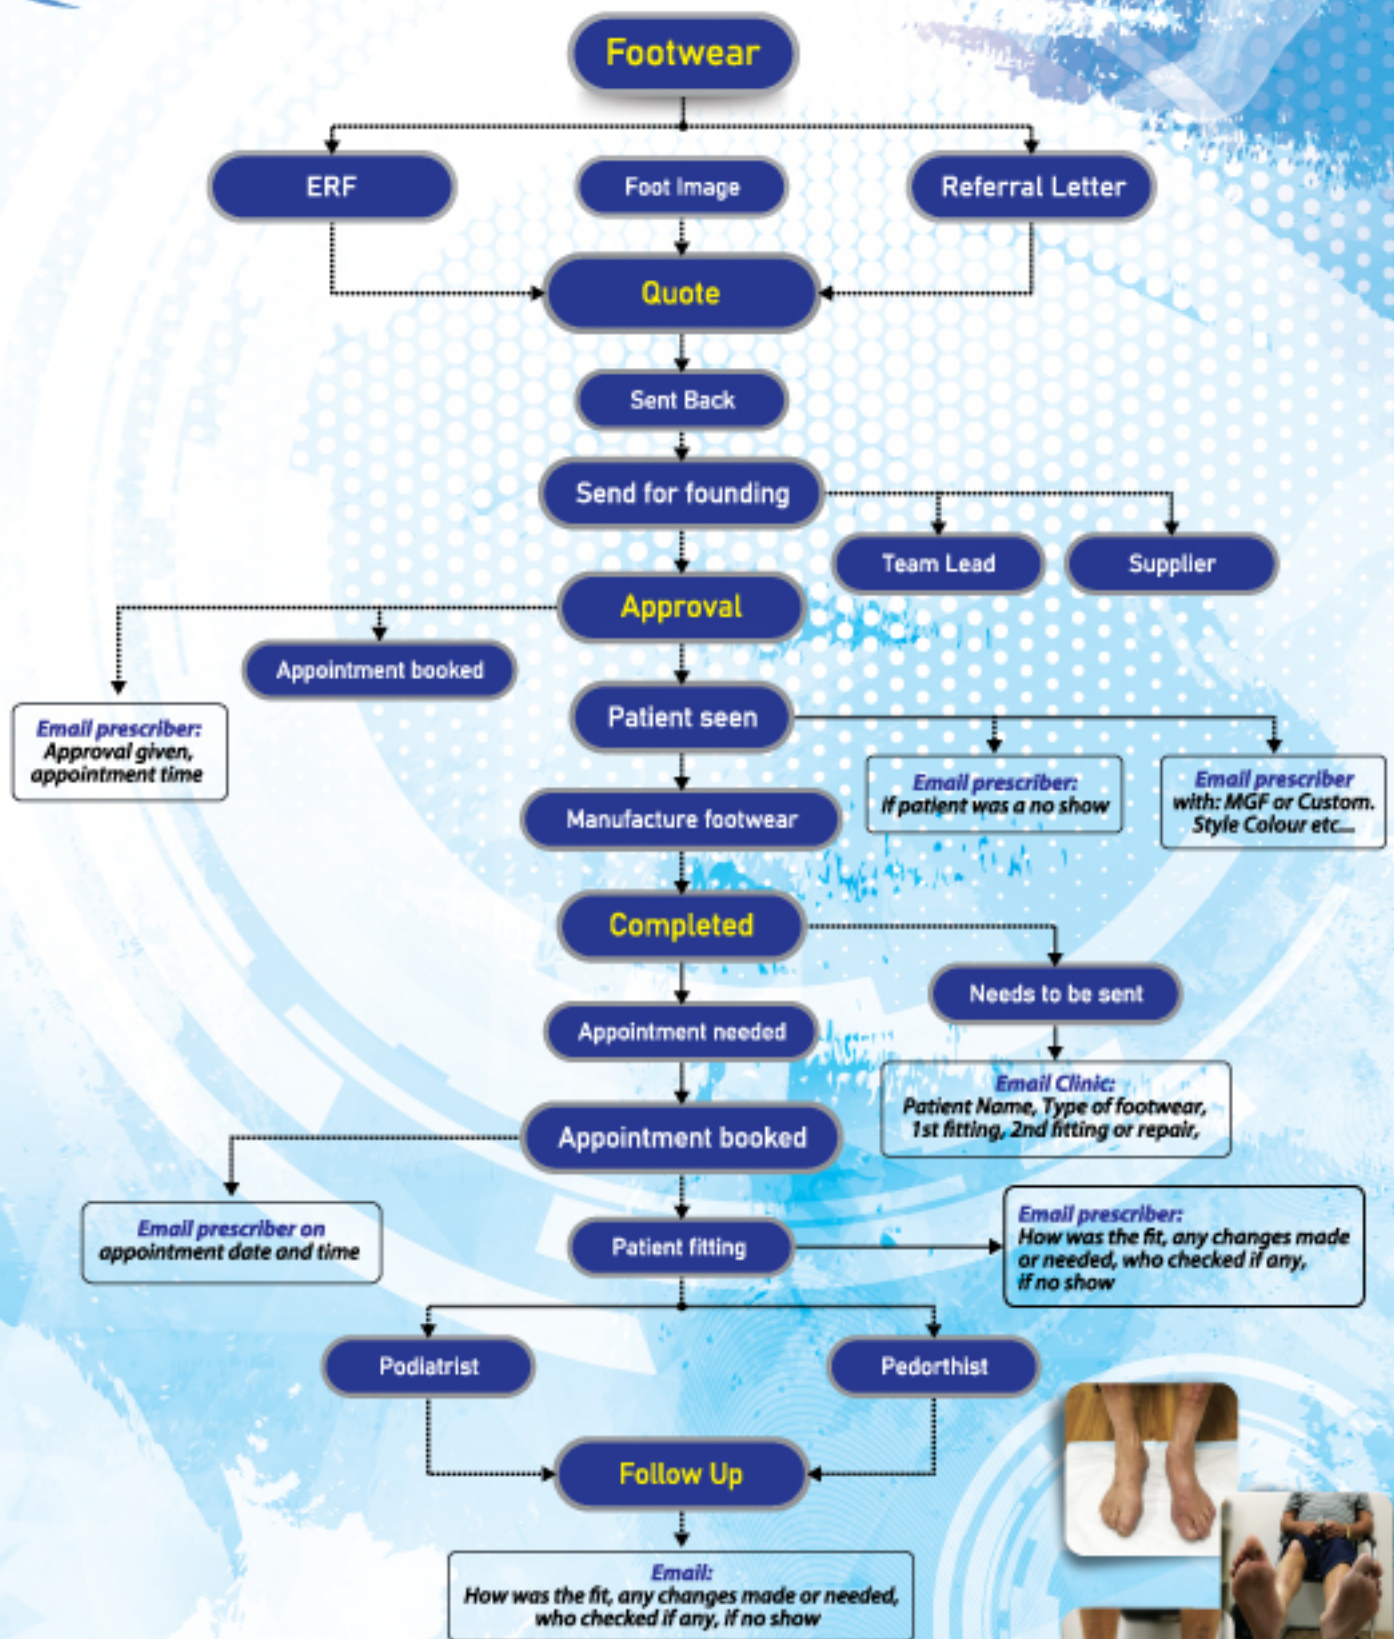 Footwear
ERF
Foot Image
Referral Letter
Quote
Sent Back
Send for founding
Team Lead
Supplier
Approval
Appointment booked
Email prescriber:
Approval given,
appointment time
Patient seen
Email prescriber:
if patient was a no show
Email prescriber
with: MGF or Custom.
Style Colour etc...
Manufacture footwear
Completed
Needs to be sent
Appointment needed
Email Clinic:
Patient Name, Type of footwear,
1st fitting, 2nd fitting or repair,
Appointment booked
Email prescriber on
appointment date and time
Patient fitting
Email prescriber:
How was the fit, any changes made
or needed, who checked if any,
if no show
Podiatrist
Pedorthist
Follow Up
Email:
How was the fit, any changes made or needed,
who checked if any, if no show